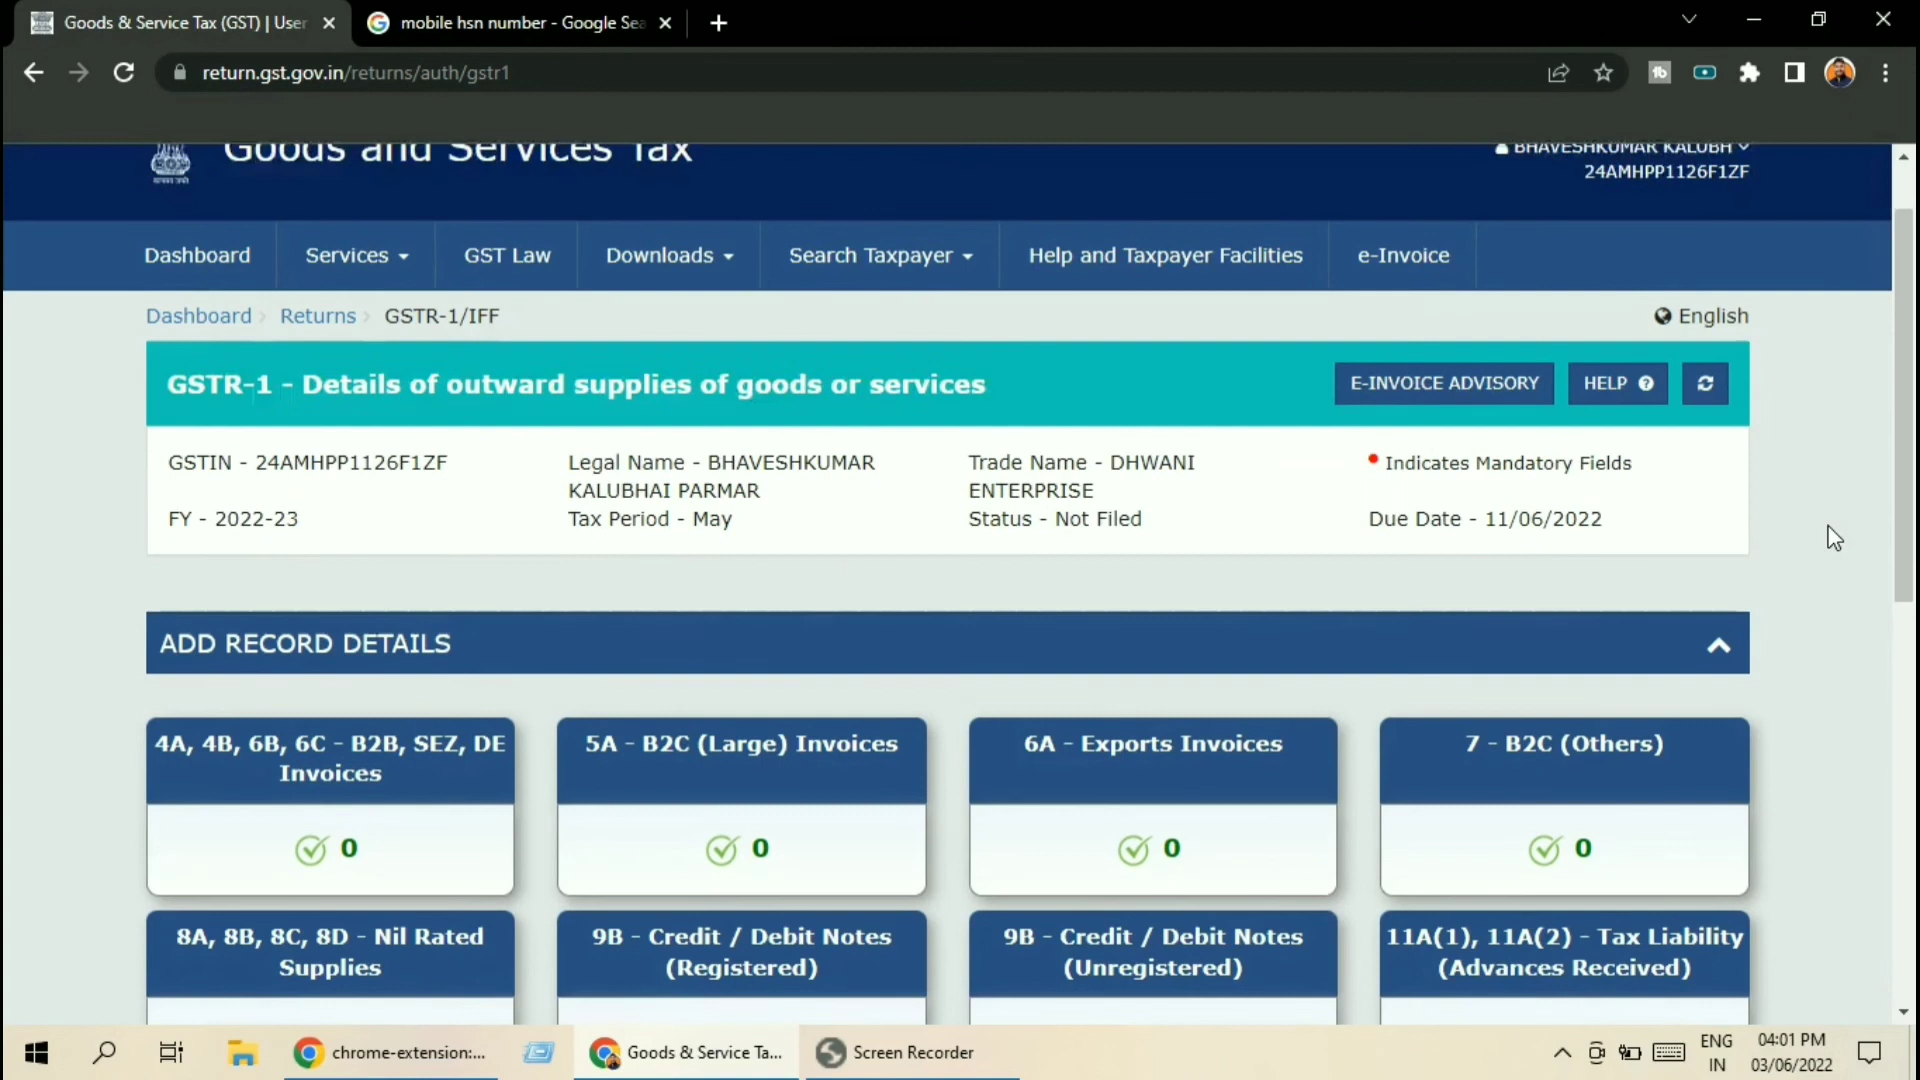 Goods & Service Tax (GST) | User
mobile hsn number - Google Sea
return.gst.gov.in/returns/auth/gstr1
Goods and Services Tax
BHAVESHKUMAR KALUBH
24AMHPP1126F1ZF
Dashboard
Services
GST Law
Downloads
Search Taxpayer
Help and Taxpayer Facilities
e-Invoice
Dashboard
Returns
GSTR-1/IFF
English
GSTR-1 - Details of outward supplies of goods or services
E-INVOICE ADVISORY
HELP
GSTIN - 24AMHPP1126F1ZF
Legal Name - BHAVESHKUMAR
KALUBHAI PARMAR
Trade Name - DHWANI
ENTERPRISE
Indicates Mandatory Fields
FY - 2022-23
Tax Period - May
Status - Not Filed
Due Date - 11/06/2022
ADD RECORD DETAILS
4A, 4B, 6B, 6C - B2B, SEZ, DE
Invoices
0
5A - B2C (Large) Invoices
0
6A - Exports Invoices
0
7 - B2C (Others)
0
8A, 8B, 8C, 8D - Nil Rated
Supplies
9B - Credit / Debit Notes
(Registered)
9B - Credit / Debit Notes
(Unregistered)
11A(1), 11A(2) - Tax Liability
(Advances Received)
chrome-extension:...
Goods & Service Ta...
Screen Recorder
ENG
IN
04:01 PM
03/06/2022